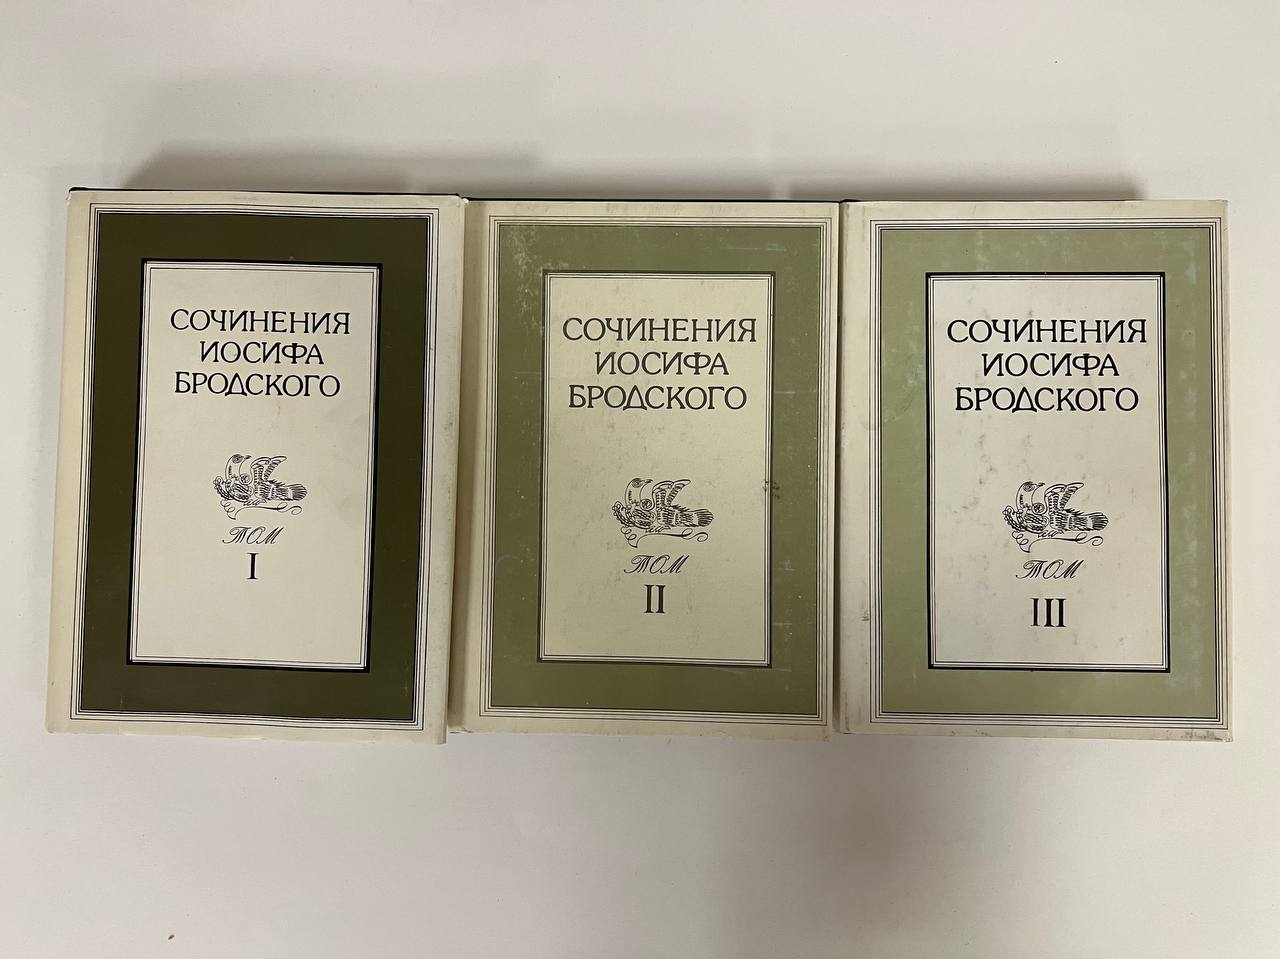 СОЧИНЕНИЯ
ИОСИФА
БРОДСКОГО
ТОМ
I
СОЧИНЕНИЯ
ИОСИФА
БРОДСКОГО
ТОМ
II
СОЧИНЕНИЯ
ИОСИФА
БРОДСКОГО
ТОМ
III